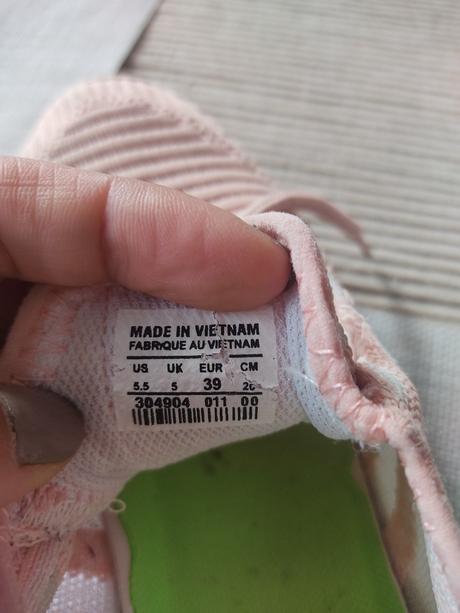 MADE IN VIETNAM
FABRIQUE AU VIETNAM
US UK EUR CM
5.5 5 39
304904 011 00